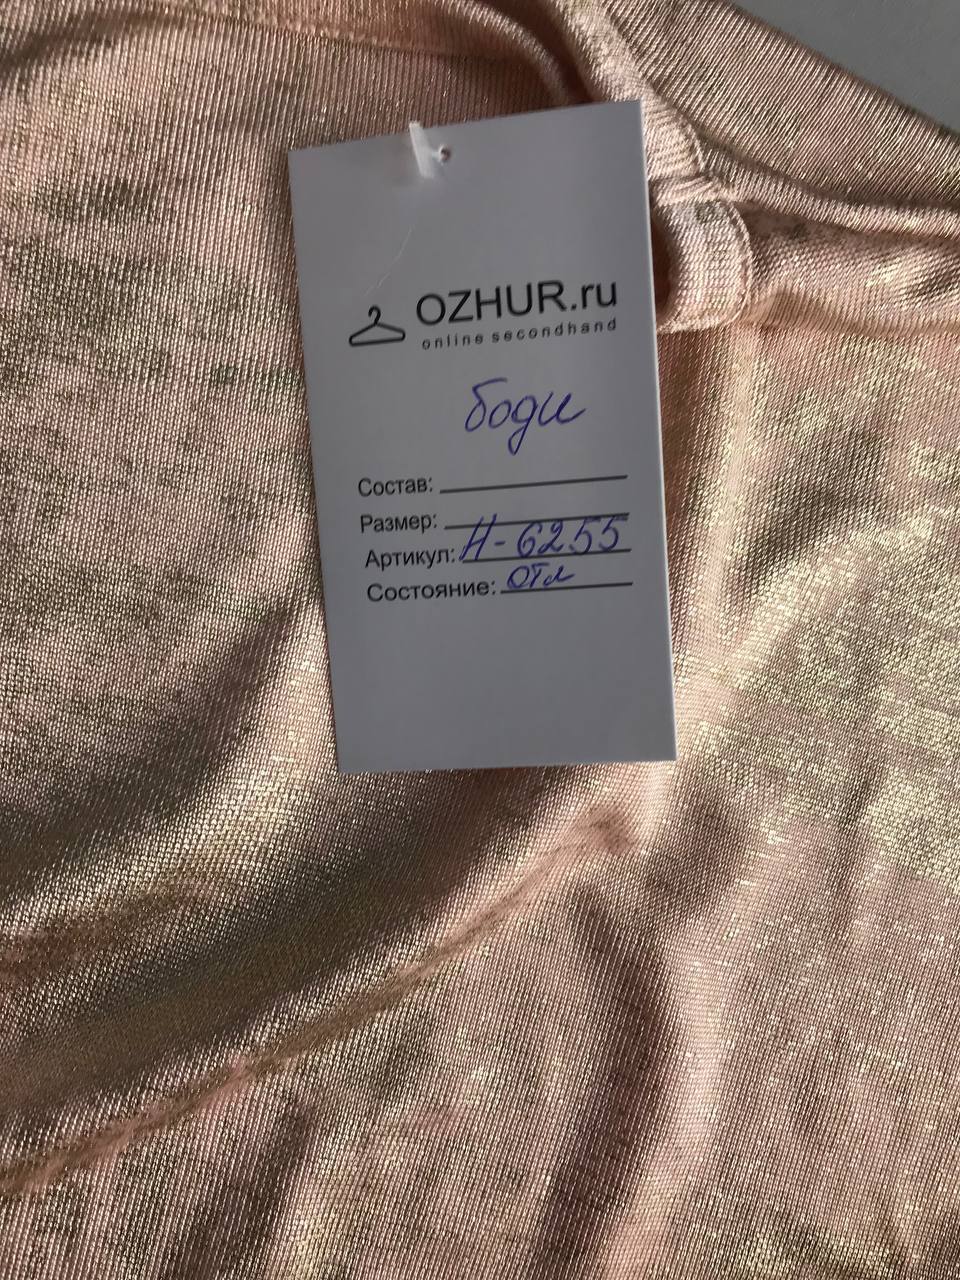 OZHUR.ru
online secondhand
боди
Состав:
Размер:
Артикул: Н-6255
Состояние: отл